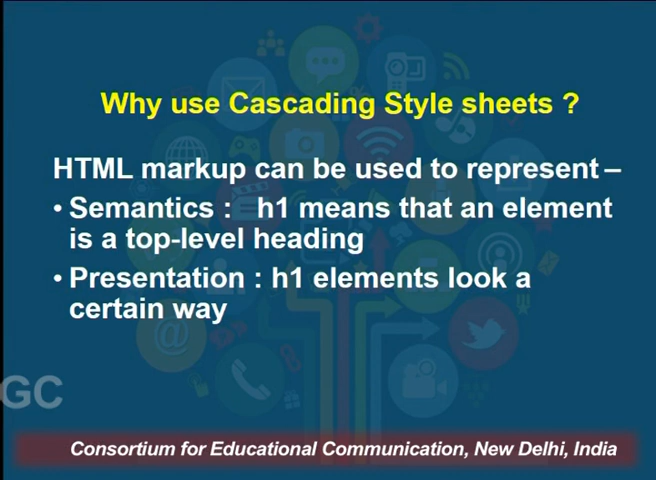 Why use Cascading Style sheets ?
HTML markup can be used to represent –
• Semantics : h1 means that an element
is a top-level heading
• Presentation : h1 elements look a
certain way
GC
Consortium for Educational Communication, New Delhi, India